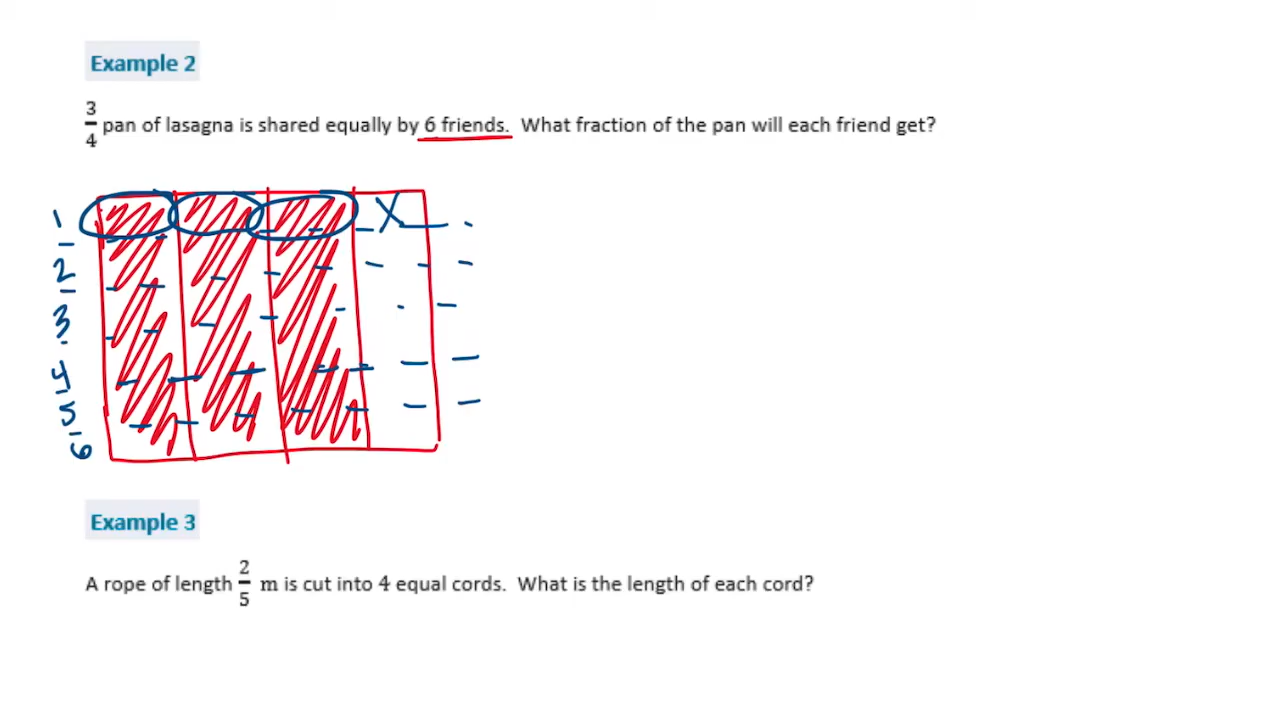 Example 2
3/4 pan of lasagna is shared equally by 6 friends. What fraction of the pan will each friend get?
1
2
3
4
5
6
X
Example 3
A rope of length 2/5 m is cut into 4 equal cords. What is the length of each cord?